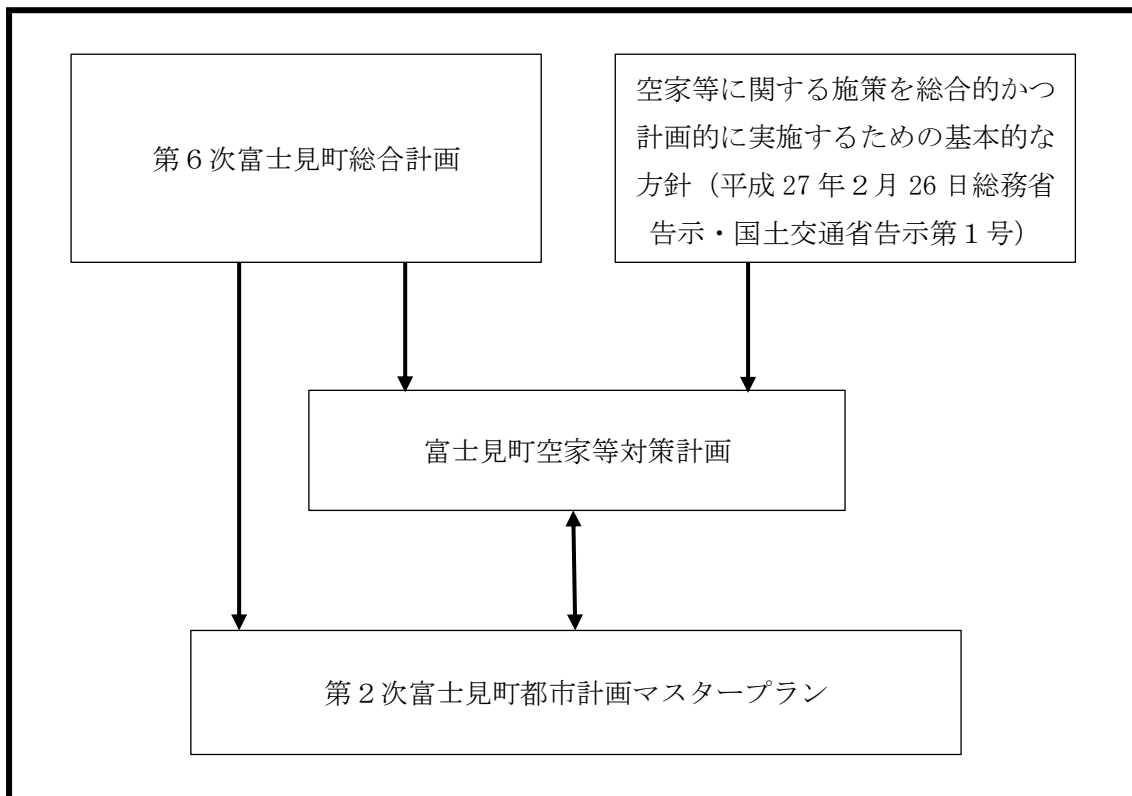 第６次富士見町総合計画
空家等に関する施策を総合的かつ
計画的に実施するための基本的な
方針（平成 27 年２月 26 日総務省
告示・国土交通省告示第１号）
富士見町空家等対策計画
第２次富士見町都市計画マスタープラン